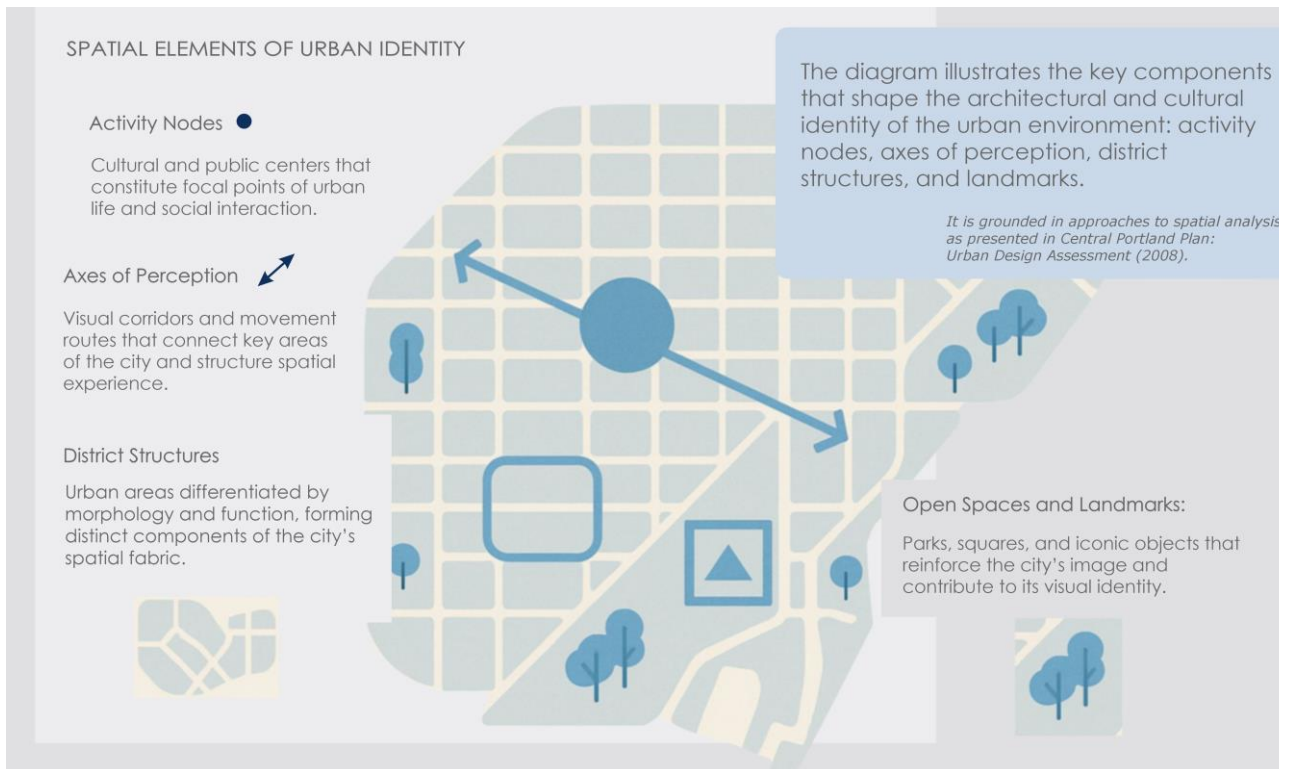 SPATIAL ELEMENTS OF URBAN IDENTITY
Activity Nodes
Cultural and public centers that
constitute focal points of urban
life and social interaction.
Axes of Perception
Visual corridors and movement
routes that connect key areas
of the city and structure spatial
experience.
District Structures
Urban areas differentiated by
morphology and function, forming
distinct components of the city’s
spatial fabric.
The diagram illustrates the key components
that shape the architectural and cultural
identity of the urban environment: activity
nodes, axes of perception, district
structures, and landmarks.
It is grounded in approaches to spatial analysis
as presented in Central Portland Plan:
Urban Design Assessment (2008).
Open Spaces and Landmarks:
Parks, squares, and iconic objects that
reinforce the city’s image and
contribute to its visual identity.